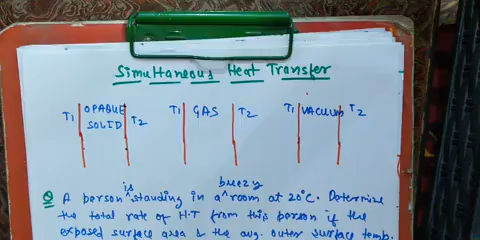 Simultaneous Heat Transfer
T1 OPAQUE SOLID T2 T1 GAS T2 T1 VACUUM T2
is breezy
Q A person ^standing in a ^room at 20°C. Determine
the total rate of H.T from this person if the
exposed surface area & the avg. outer surface temp.